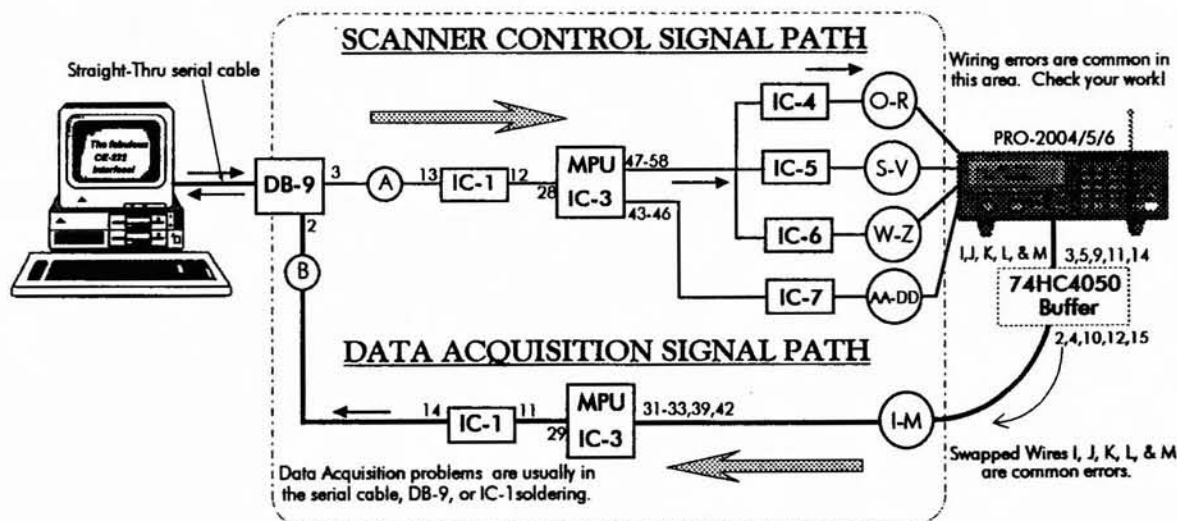 SCANNER CONTROL SIGNAL PATH
Straight-Thru serial cable
Wiring errors are common in
this area. Check your work!
The fabulous
CE-232
Interface!
PRO-2004/5/6
DB-9
3
A
13
IC-1
12
28
MPU
IC-3
47-58
43-46
IC-4
O-R
IC-5
S-V
IC-6
W-Z
IC-7
AA-DD
2
B
I,J, K, L, & M
3,5,9,11,14
74HC4050
Buffer
2,4,10,12,15
DATA ACQUISITION SIGNAL PATH
14
IC-1
11
29
MPU
IC-3
31-33,39,42
I-M
Data Acquisition problems are usually in
the serial cable, DB-9, or IC-1soldering.
Swapped Wires I, J, K, L, & M
are common errors.